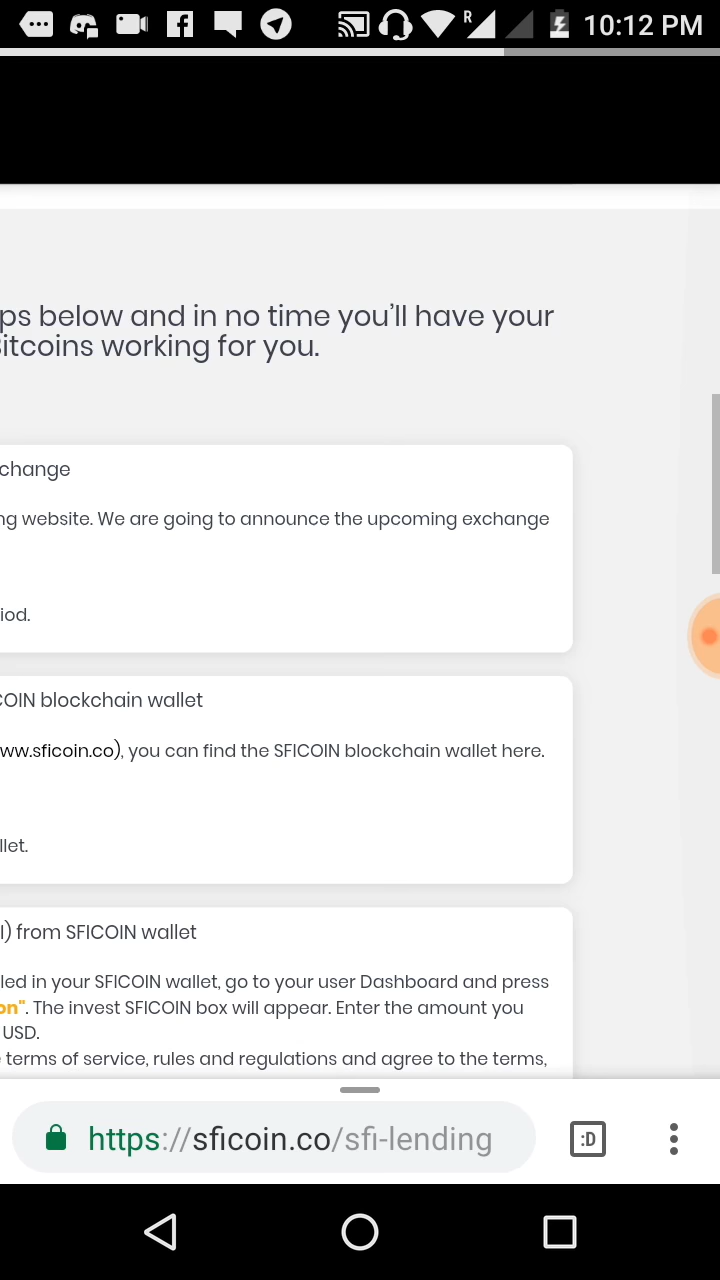 R
10:12 PM
ps below and in no time you'll have your
itcoins working for you.
change
ng website. We are going to announce the upcoming exchange
iod.
COIN blockchain wallet
ww.sficoin.co), you can find the SFICOIN blockchain wallet here.
llet.
I) from SFICOIN wallet
led in your SFICOIN wallet, go to your user Dashboard and press
on". The invest SFICOIN box will appear. Enter the amount you
USD.
terms of service, rules and regulations and agree to the terms,
https://sficoin.co/sfi-lending
:D